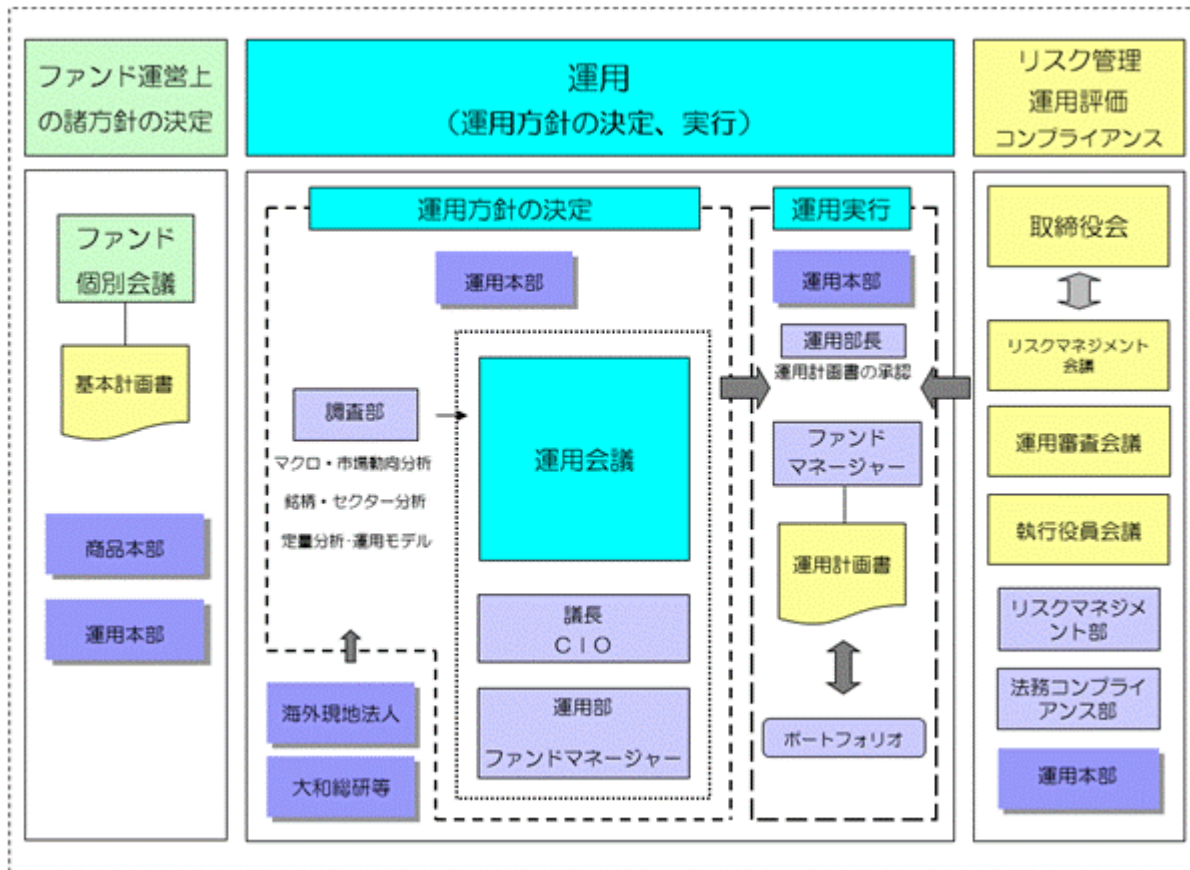 ファンド運営上
の諸方針の決定
運用
（運用方針の決定、実行）
リスク管理
運用評価
コンプライアンス
ファンド
個別会議
基本計画書
商品本部
運用本部
運用方針の決定
運用本部
調査部
マクロ・市場動向分析
銘柄・セクター分析
定量分析・運用モデル
海外現地法人
大和総研等
運用会議
議長
ＣＩＯ
運用部
ファンドマネージャー
運用実行
運用本部
運用部長
運用計画書の承認
ファンド
マネージャー
運用計画書
ポートフォリオ
取締役会
リスクマネジメント
会議
運用審査会議
執行役員会議
リスクマネジメ
ント部
法務コンプライ
アンス部
運用本部